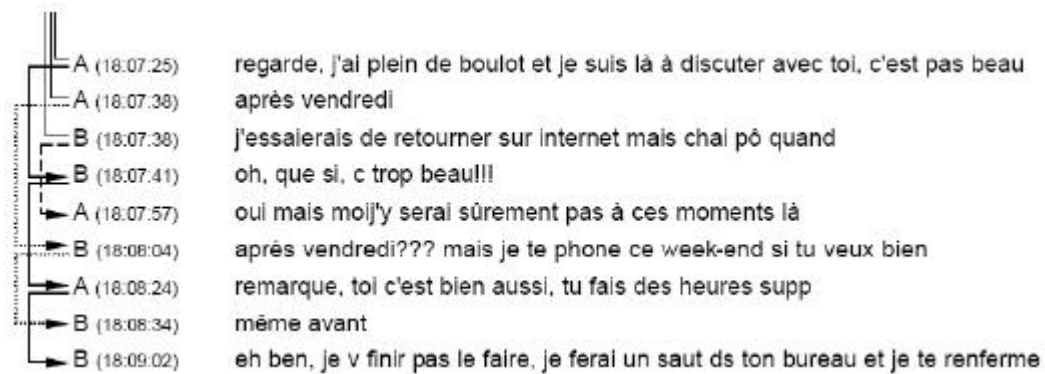 A (18:07:25) regarde, j'ai plein de boulot et je suis là à discuter avec toi, c'est pas beau
A (18:07:38) après vendredi
B (18:07:38) j'essaierais de retourner sur internet mais chai pô quand
B (18:07:41) oh, que si, c trop beau!!!
A (18:07:57) oui mais moij'y serai sûrement pas à ces moments là
B (18:08:04) après vendredi??? mais je te phone ce week-end si tu veux bien
A (18:08:24) remarque, toi c'est bien aussi, tu fais des heures supp
B (18:08:34) même avant
B (18:09:02) eh ben, je v finir pas le faire, je ferai un saut ds ton bureau et je te renferme